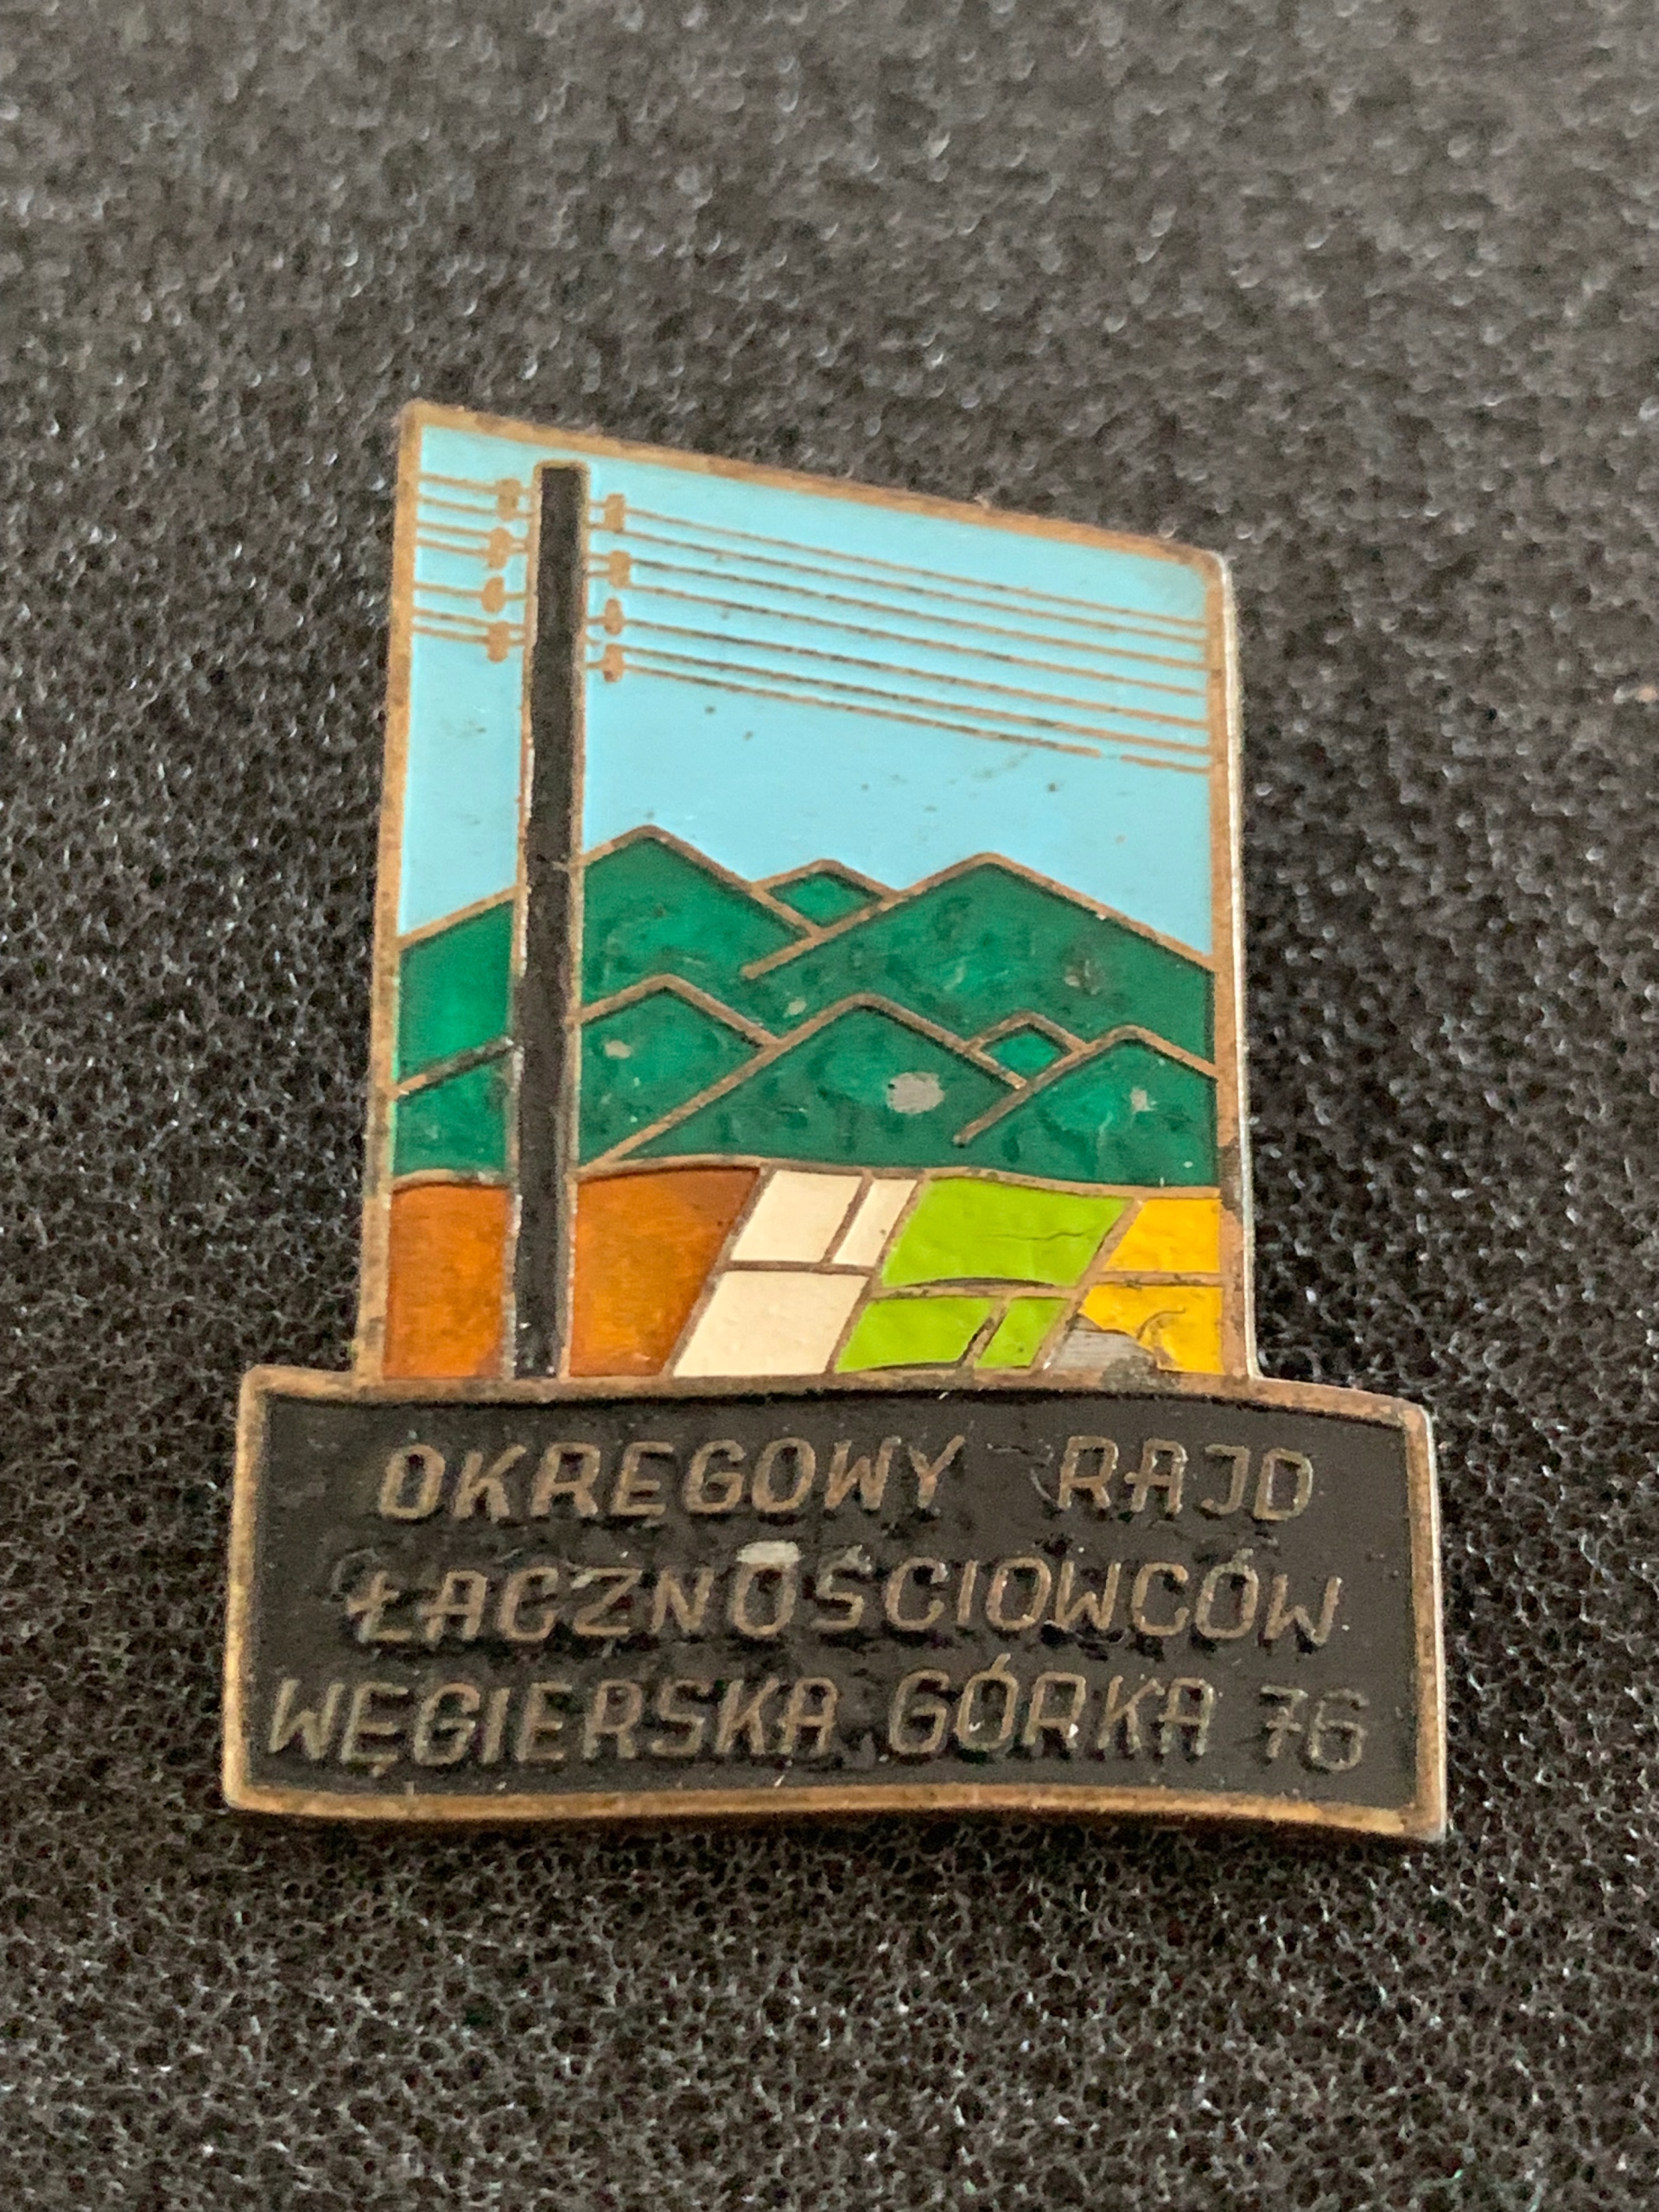 OKRĘGOWY RAJD
ŁĄCZNOŚCIOWCÓW
WĘGIERSKA GÓRKA 76